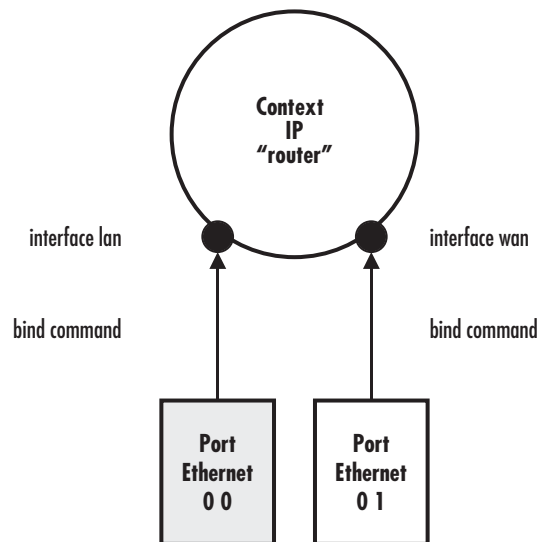 Context
IP
“router”
interface lan
interface wan
bind command
bind command
Port
Ethernet
0 0
Port
Ethernet
0 1